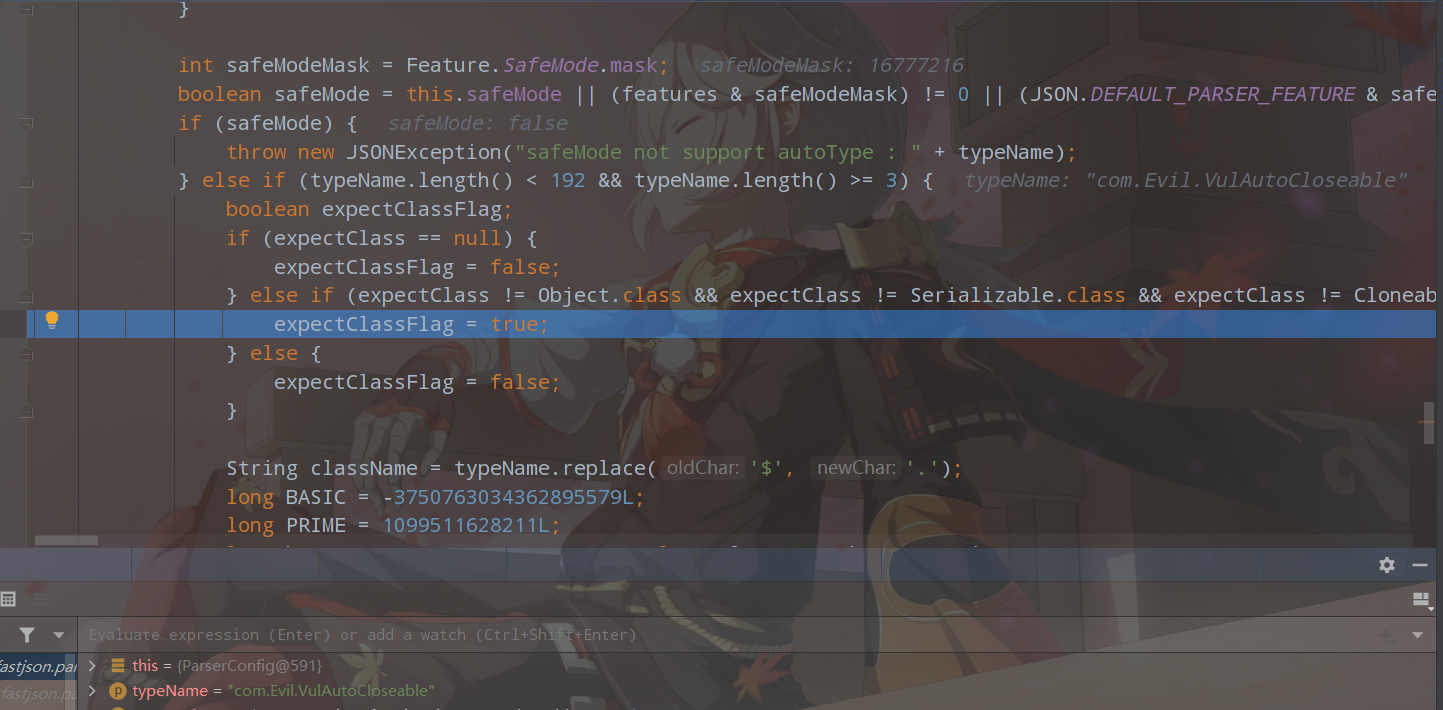 }
int safeModeMask = Feature.SafeMode.mask; safeModeMask: 16777216
boolean safeMode = this.safeMode || (features & safeModeMask) != 0 || (JSON.DEFAULT_PARSER_FEATURE & safe
if (safeMode) { safeMode: false
throw new JSONException("safeMode not support autoType : " + typeName);
} else if (typeName.length() < 192 && typeName.length() >= 3) { typeName: "com.Evil.VulAutoCloseable"
boolean expectClassFlag;
if (expectClass == null) {
expectClassFlag = false;
} else if (expectClass != Object.class && expectClass != Serializable.class && expectClass != Cloneab
expectClassFlag = true;
} else {
expectClassFlag = false;
}
String className = typeName.replace( oldChar: '$', newChar: '.');
long BASIC = -3750763034362895579L;
long PRIME = 1099511628211L;
Evaluate expression (Enter) or add a watch (Ctrl+Shift+Enter)
fastjson.par
this = {ParserConfig@591}
fastjson.pa
typeName = "com.Evil.VulAutoCloseable"